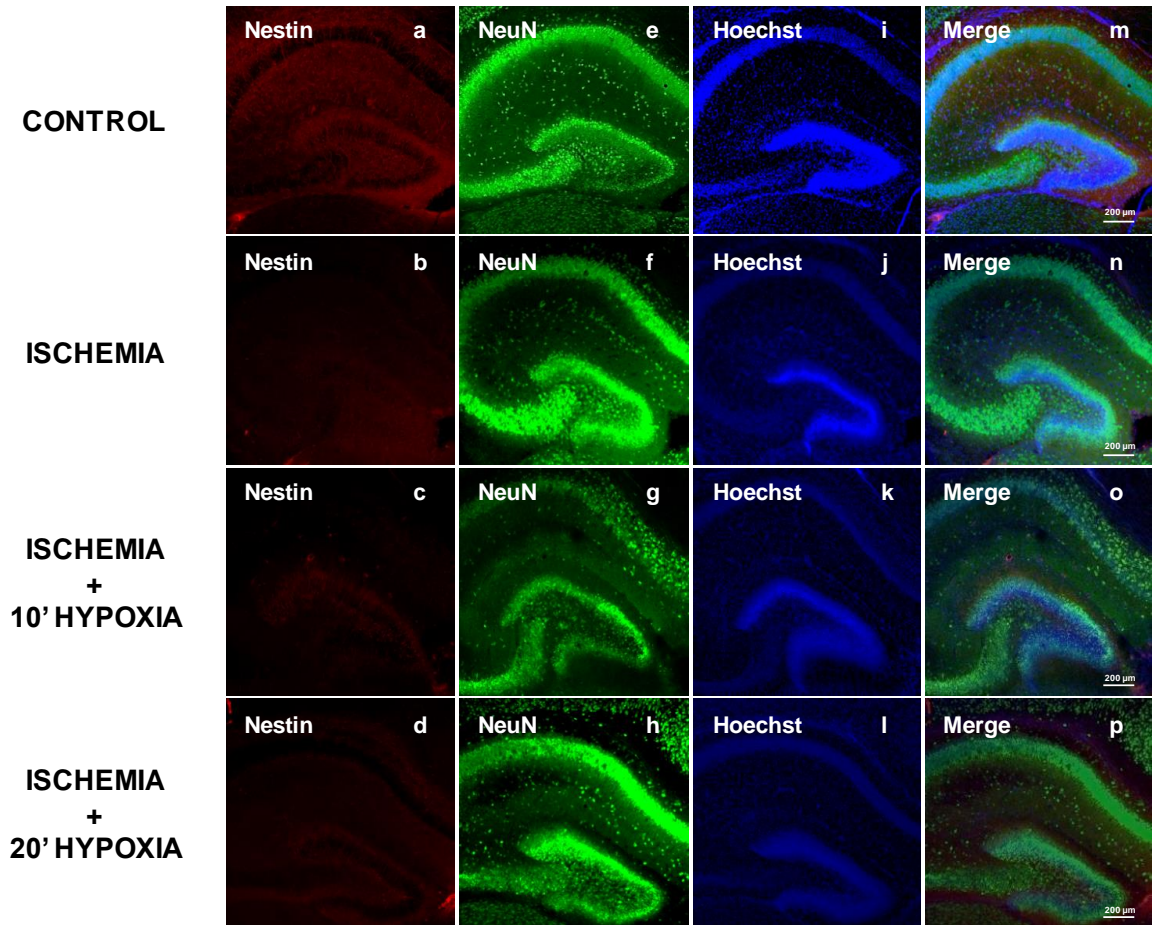 Nestin a NeuN e Hoechst i Merge m
CONTROL
200 µm
Nestin b NeuN f Hoechst j Merge n
ISCHEMIA
200 µm
Nestin c NeuN g Hoechst k Merge o
ISCHEMIA
+
10’ HYPOXIA
200 µm
Nestin d NeuN h Hoechst l Merge p
ISCHEMIA
+
20’ HYPOXIA
200 µm